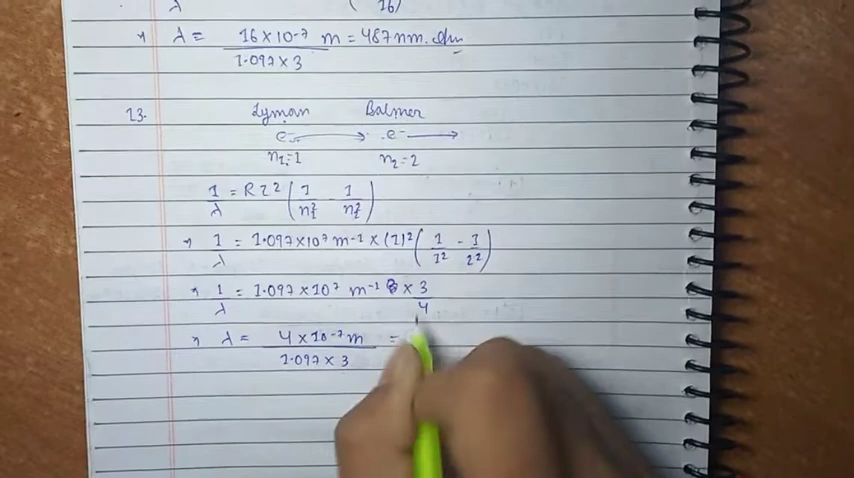 λ ( 16)
λ = 16 × 10-7 m = 487 nm.
1.097 × 3
13. Lyman Balmer
e- e-
n1=1 n2=2
1/λ = RZ² (1/n1² - 1/n2²)
1/λ = 1.097×10⁷ m-1 × (1)² (1/1² - 1/2²)
1/λ = 1.097 × 10⁷ m-1 × 3/4
λ = 4 × 10-7 m =
1.097 × 3